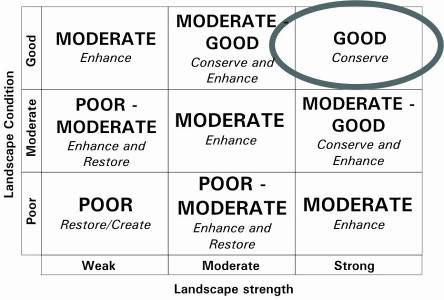 Landscape Condition
Good
MODERATE
Enhance
MODERATE -
GOOD
Conserve and
Enhance
GOOD
Conserve
Moderate
POOR -
MODERATE
Enhance and
Restore
MODERATE
Enhance
MODERATE -
GOOD
Conserve and
Enhance
Poor
POOR
Restore/Create
POOR -
MODERATE
Enhance and
Restore
MODERATE
Enhance
Weak
Moderate
Strong
Landscape strength